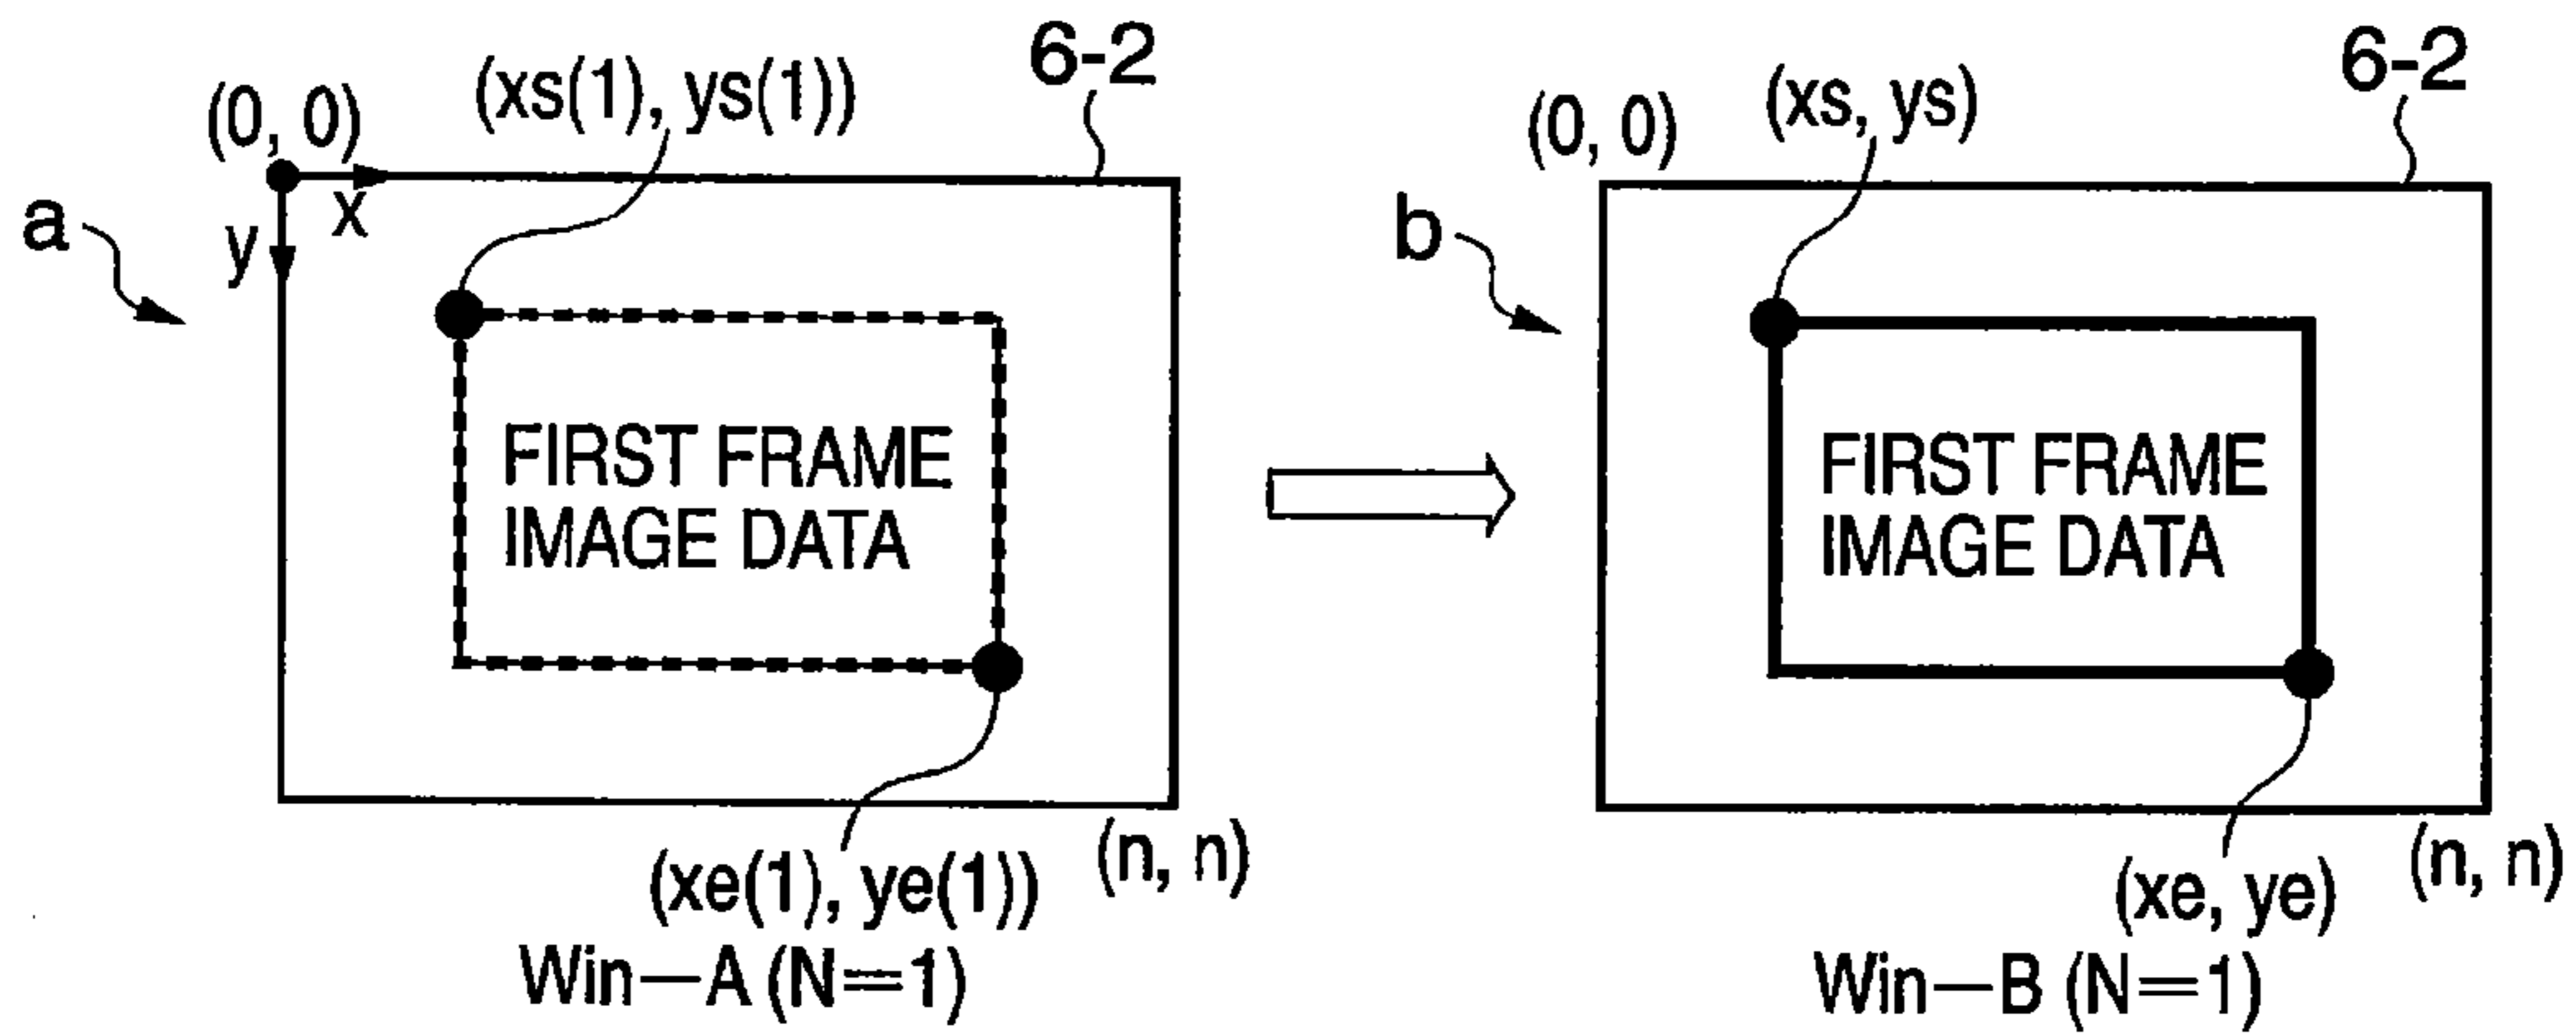 6-2
(xs(1), ys(1))
(0, 0)
x
y
a
FIRST FRAME
IMAGE DATA
(xe(1), ye(1))
(n, n)
Win—A (N=1)
6-2
(xs, ys)
(0, 0)
b
FIRST FRAME
IMAGE DATA
(xe, ye)
(n, n)
Win—B (N=1)